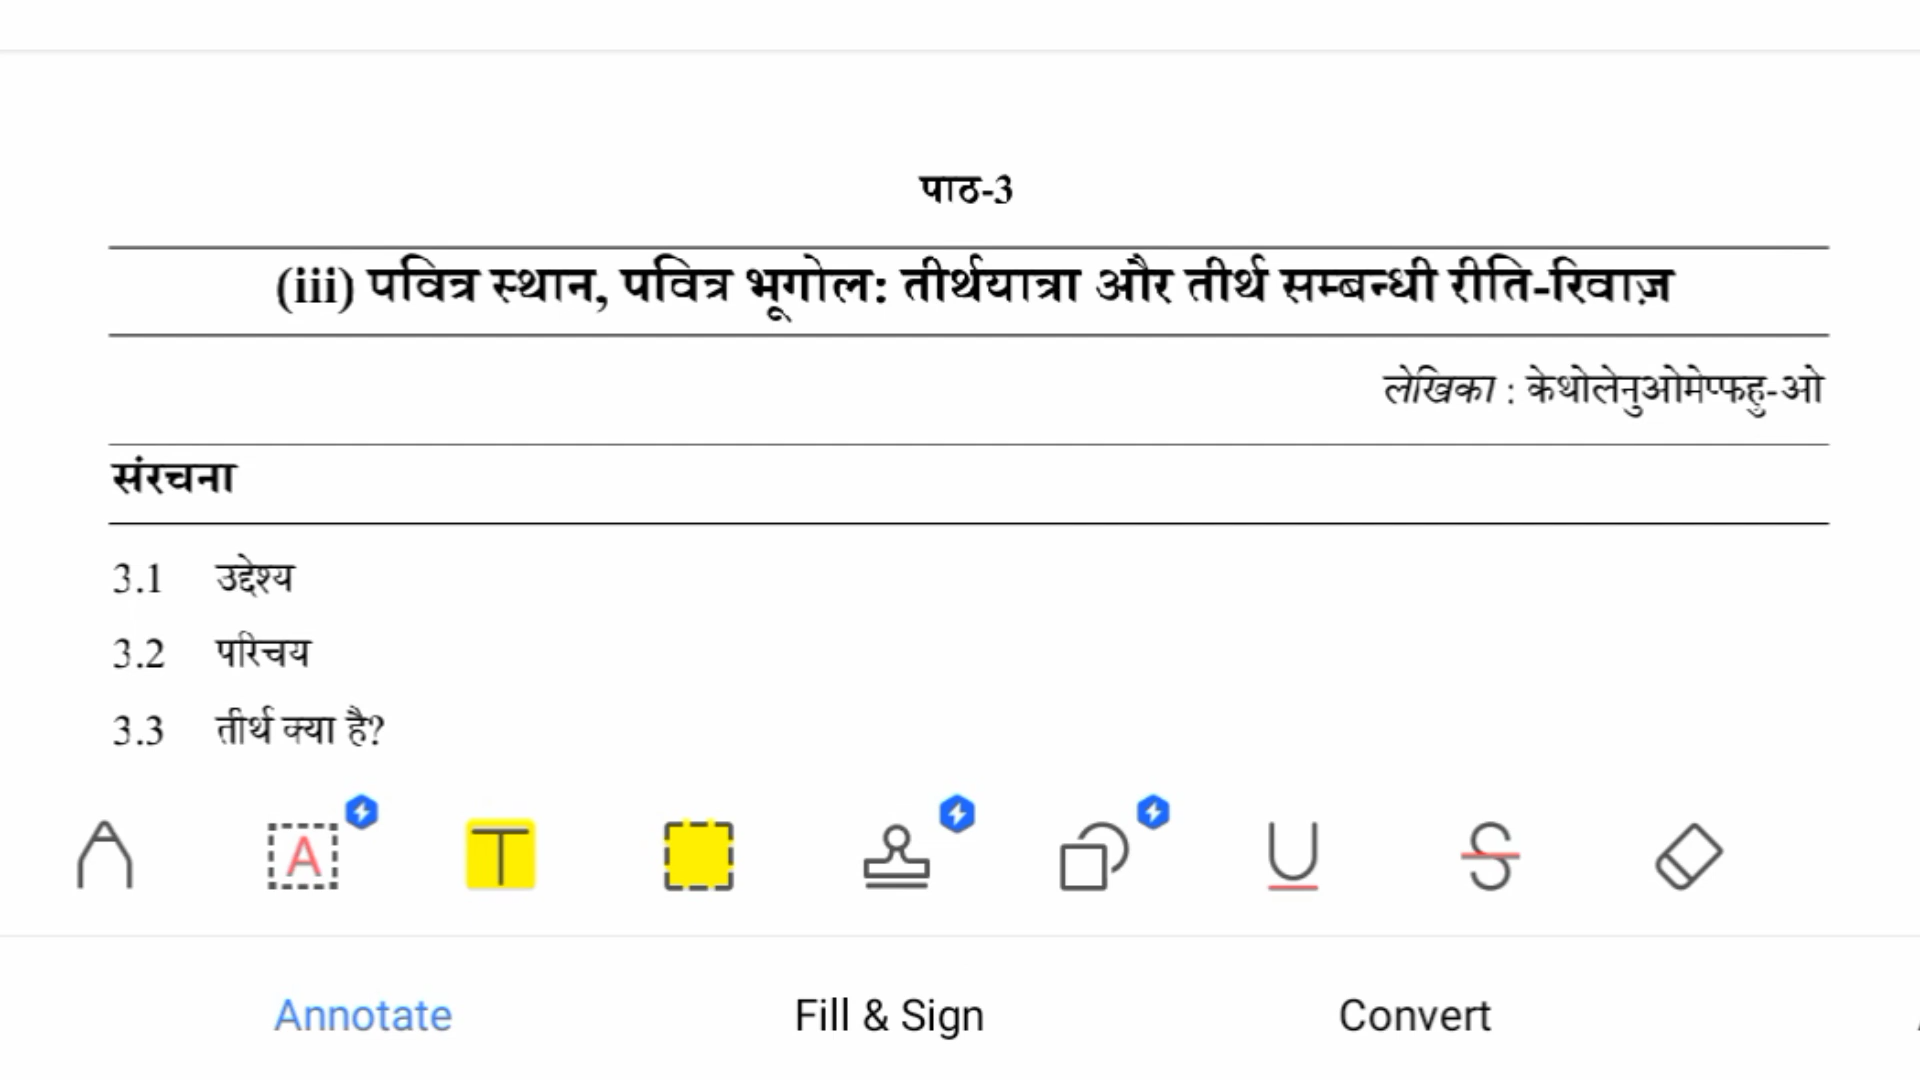 पाठ-3
(iii) पवित्र स्थान, पवित्र भूगोल: तीर्थयात्रा और तीर्थ सम्बन्धी रीति-रिवाज़
लेखिका : केथोलेनुओमेप्फहु-ओ
संरचना
3.1 उद्देश्य
3.2 परिचय
3.3 तीर्थ क्या है?
Annotate Fill & Sign Convert